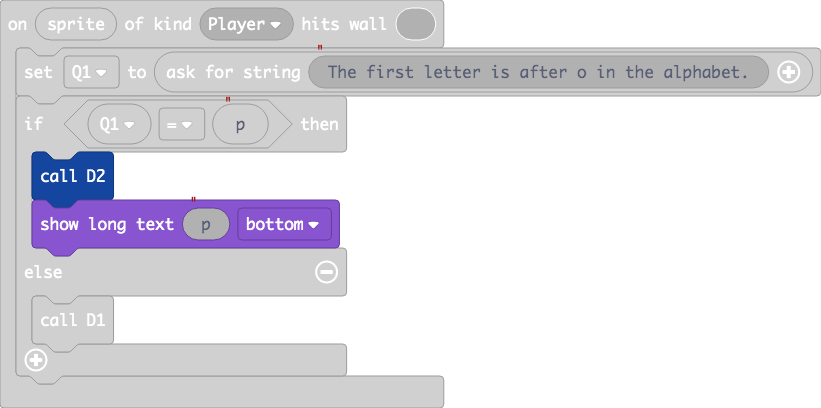 on sprite of kind Player hits wall
set Q1 to ask for string " The first letter is after o in the alphabet.
if Q1 = " p then
call D2
show long text " p bottom
else
call D1